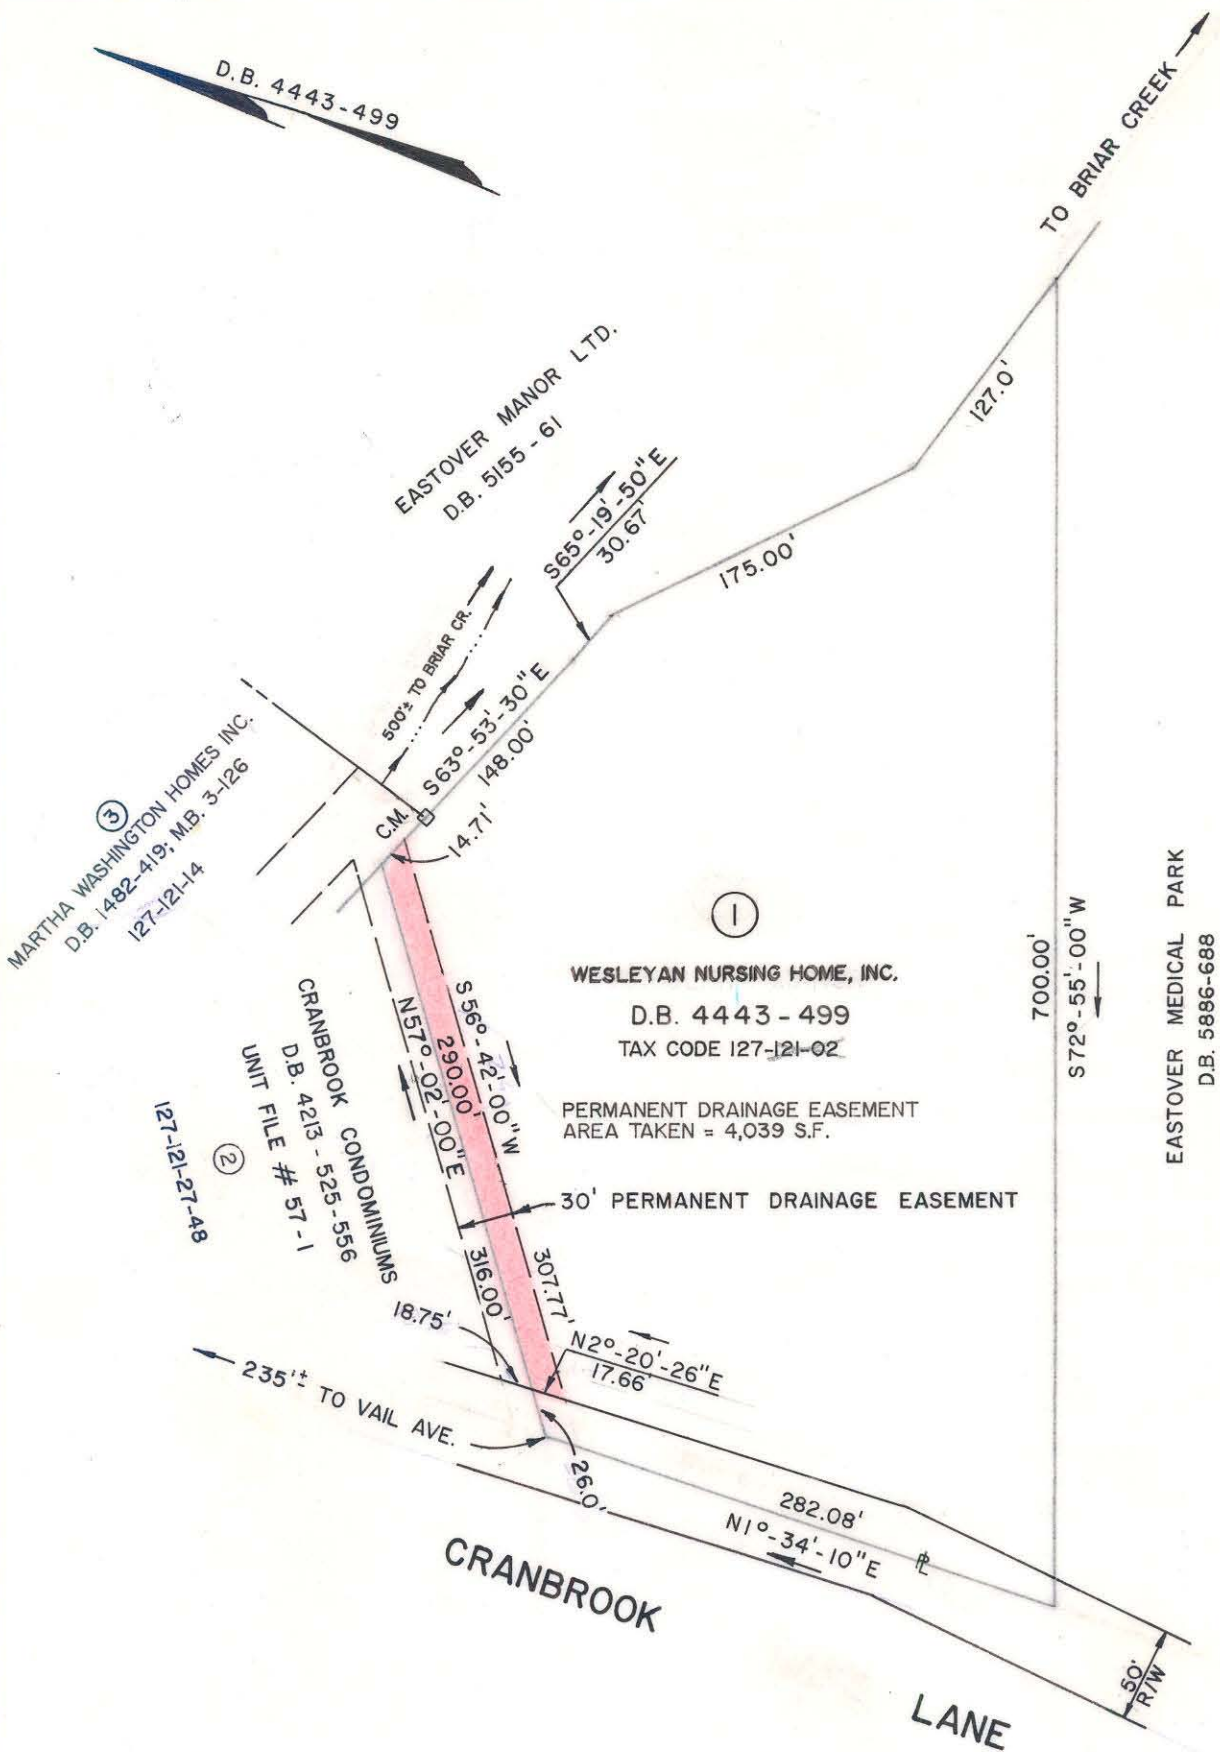 D.B. 4443-499
TO BRIAR CREEK
127.0'
EASTOVER MANOR LTD.
D.B. 5155 - 61
S65°-19'-50"E
30.67'
175.00'
500'± TO BRIAR CR.
S63°-53'-30"E
148.00'
C.M.
14.71'
③
MARTHA WASHINGTON HOMES INC.
D.B. 1482-419; M.B. 3-126
127-121-14
①
WESLEYAN NURSING HOME, INC.
D.B. 4443 - 499
TAX CODE 127-121-02
PERMANENT DRAINAGE EASEMENT
AREA TAKEN = 4,039 S.F.
30' PERMANENT DRAINAGE EASEMENT
S56°-42'-00"W
290.00'
N57°-02'-00"E
316.00'
307.77'
CRANBROOK CONDOMINIUMS
D.B. 4213 - 525-556
UNIT FILE # 57-1
②
127-121-27-48
700.00'
S72°-55'-00"W
EASTOVER MEDICAL PARK
D.B. 5886-688
18.75'
N2°-20'-26"E
17.66'
235'± TO VAIL AVE.
26.0'
282.08'
N1°-34'-10"E
PL
CRANBROOK
LANE
50'
R/W